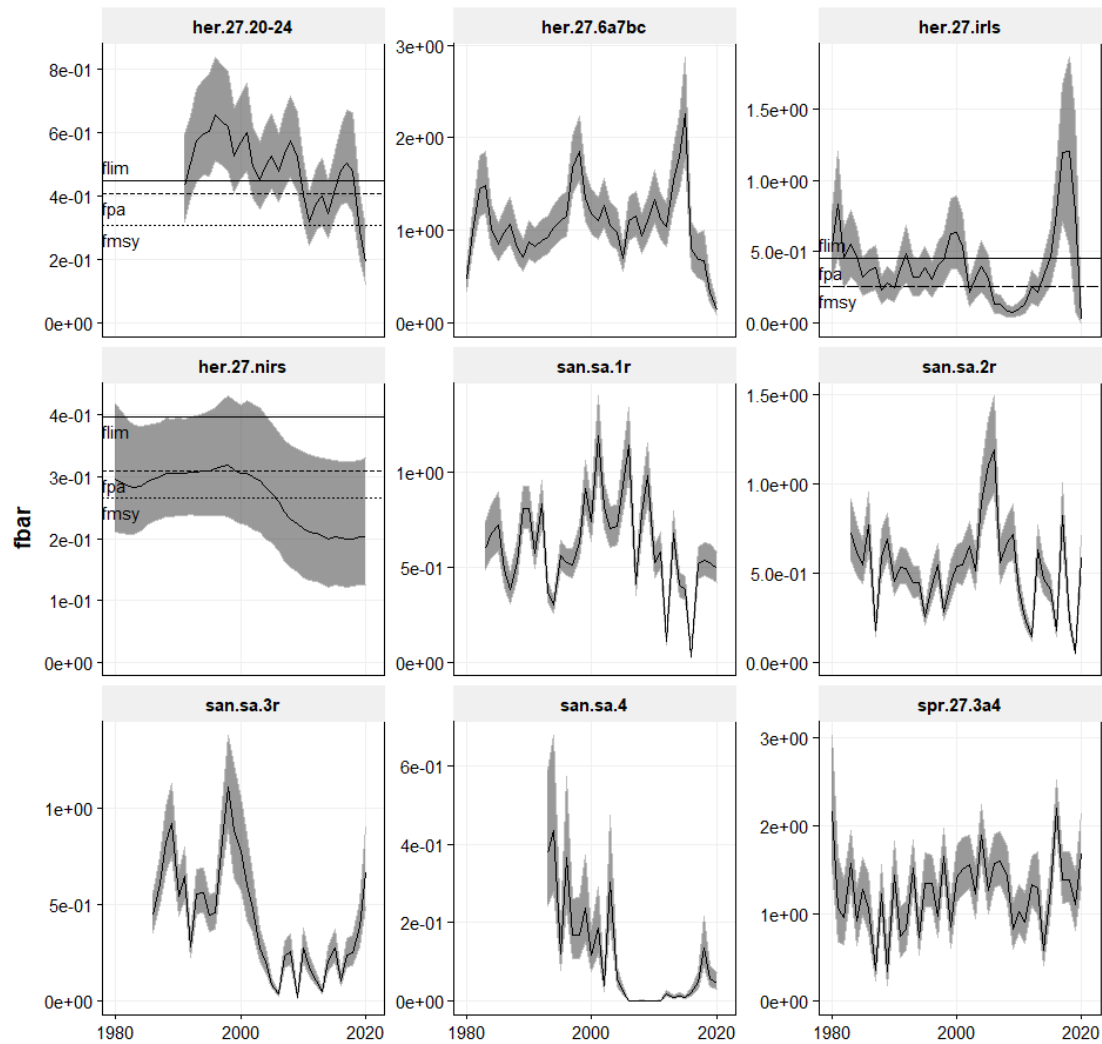 her.27.20-24
her.27.6a7bc
her.27.irls
fbar
8e-01
6e-01
4e-01
2e-01
0e+00
flim
fpa
fmsy
3e+00
2e+00
1e+00
0e+00
1.5e+00
1.0e+00
5.0e-01
0.0e+00
flim
fpa
fmsy
her.27.nirs
san.sa.1r
san.sa.2r
4e-01
3e-01
2e-01
1e-01
0e+00
flim
fpa
fmsy
1e+00
5e-01
0e+00
1.5e+00
1.0e+00
5.0e-01
0.0e+00
san.sa.3r
san.sa.4
spr.27.3a4
1e+00
5e-01
0e+00
6e-01
4e-01
2e-01
0e+00
3e+00
2e+00
1e+00
0e+00
1980 2000 2020
1980 2000 2020
1980 2000 2020